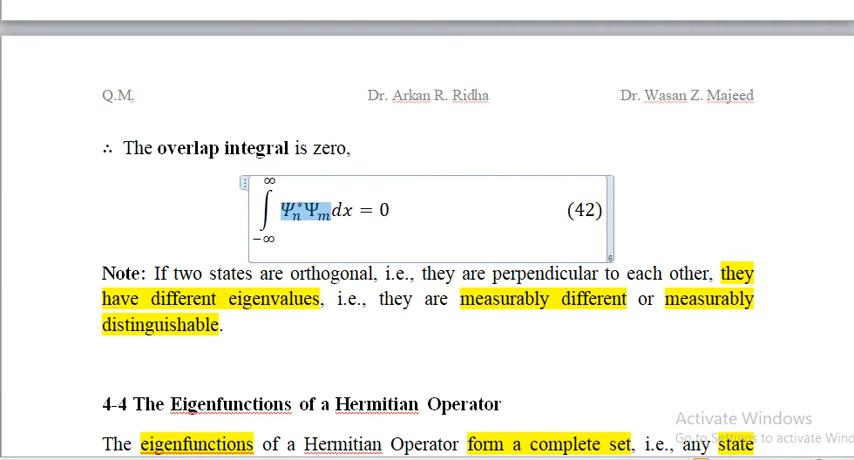 Q.M. Dr. Arkan R. Ridha Dr. Wasan Z. Majeed
∴ The overlap integral is zero,
∞
∫ Ψₙ*Ψₘdx = 0 (42)
−∞
Note: If two states are orthogonal, i.e., they are perpendicular to each other, they
have different eigenvalues, i.e., they are measurably different or measurably
distinguishable.
4-4 The Eigenfunctions of a Hermitian Operator
The eigenfunctions of a Hermitian Operator form a complete set, i.e., any state
Activate Windows
Go to Settings to activate Wind